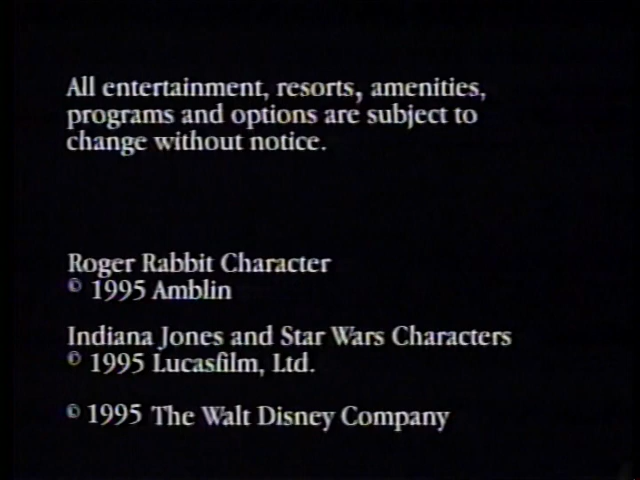 All entertainment, resorts, amenities,
programs and options are subject to
change without notice.
Roger Rabbit Character
© 1995 Amblin
Indiana Jones and Star Wars Characters
© 1995 Lucasfilm, Ltd.
© 1995 The Walt Disney Company